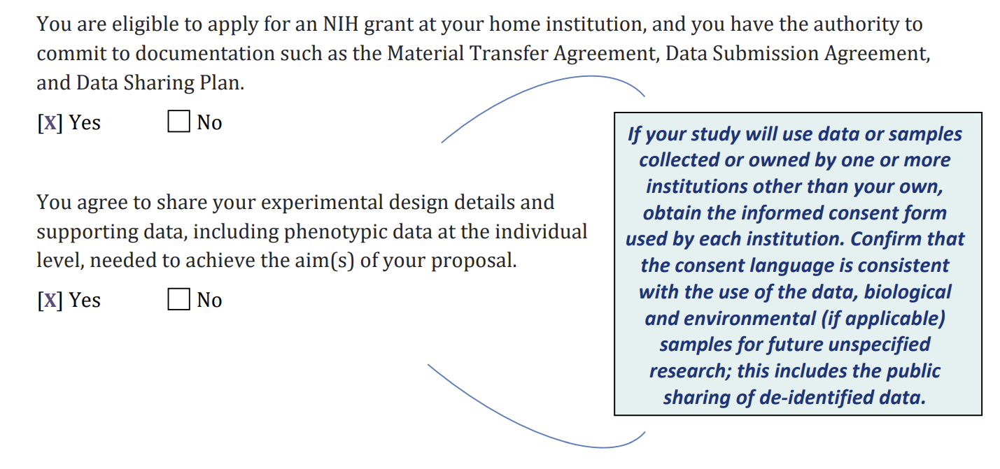 You are eligible to apply for an NIH grant at your home institution, and you have the authority to
commit to documentation such as the Material Transfer Agreement, Data Submission Agreement,
and Data Sharing Plan.
[X] Yes ☐ No
You agree to share your experimental design details and
supporting data, including phenotypic data at the individual
level, needed to achieve the aim(s) of your proposal.
[X] Yes ☐ No
If your study will use data or samples
collected or owned by one or more
institutions other than your own,
obtain the informed consent form
used by each institution. Confirm that
the consent language is consistent
with the use of the data, biological
and environmental (if applicable)
samples for future unspecified
research; this includes the public
sharing of de-identified data.